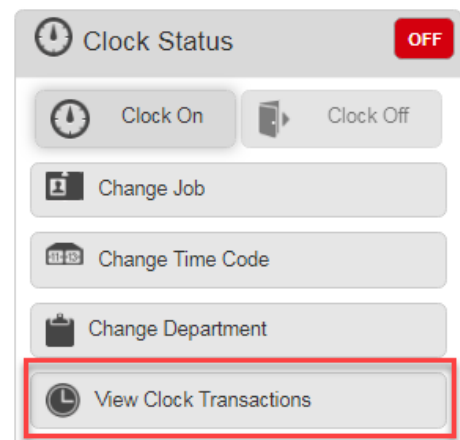 Clock Status OFF
Clock On Clock Off
Change Job
Change Time Code
Change Department
View Clock Transactions